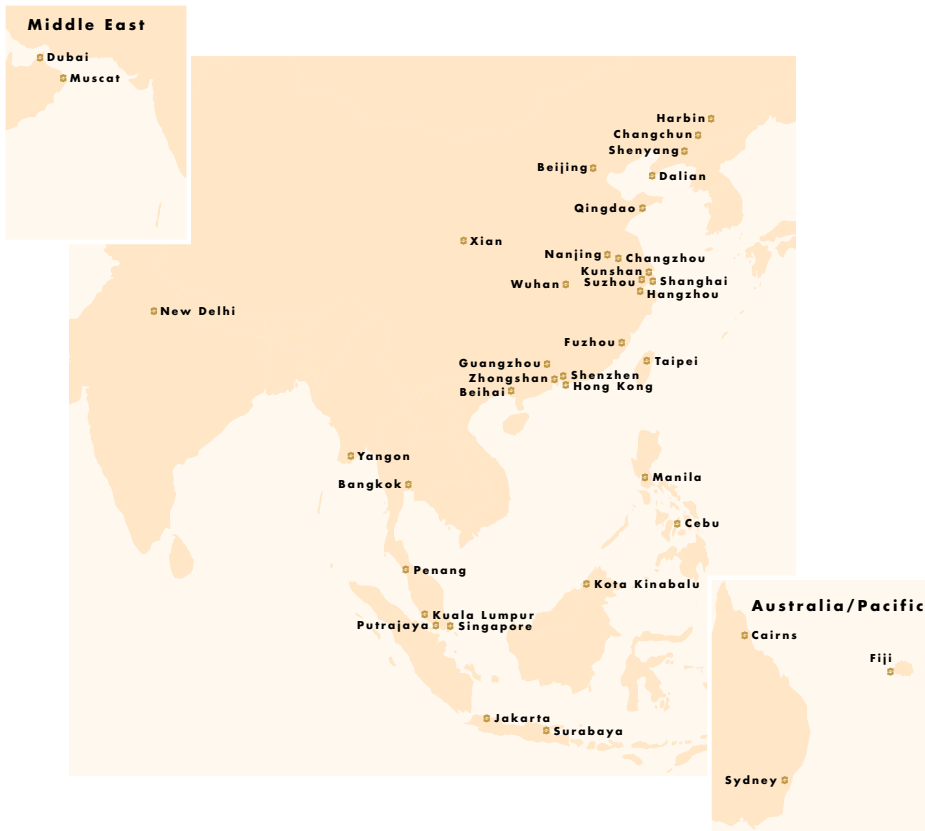 Middle East
Dubai
Muscat
Harbin
Changchun
Shenyang
Beijing
Dalian
Qingdao
Xian
Nanjing
Changzhou
Kunshan
Suzhou
Shanghai
Wuhan
Hangzhou
New Delhi
Fuzhou
Taipei
Guangzhou
Shenzhen
Zhongshan
Hong Kong
Beihai
Yangon
Manila
Bangkok
Cebu
Penang
Kota Kinabalu
Kuala Lumpur
Putrajaya
Singapore
Jakarta
Surabaya
Australia/Pacific
Cairns
Fiji
Sydney